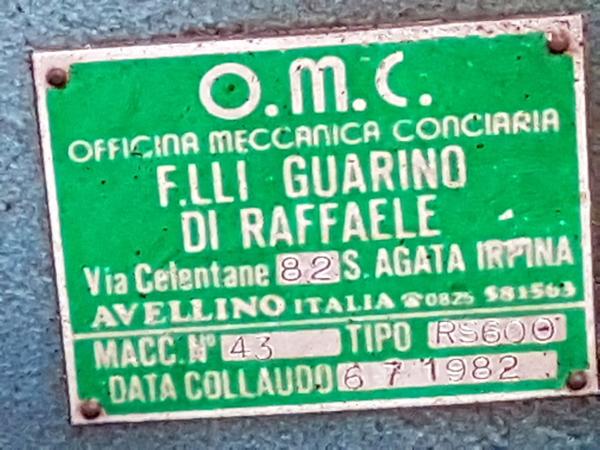 O.M.C.
OFFICINA MECCANICA CONCIARIA
F.LLI GUARINO
DI RAFFAELE
Via Celentane 82 S. AGATA IRPINA
AVELLINO ITALIA ☎0825 581563
MACC. N° 43 TIPO RS600
DATA COLLAUDO 6 7 1982